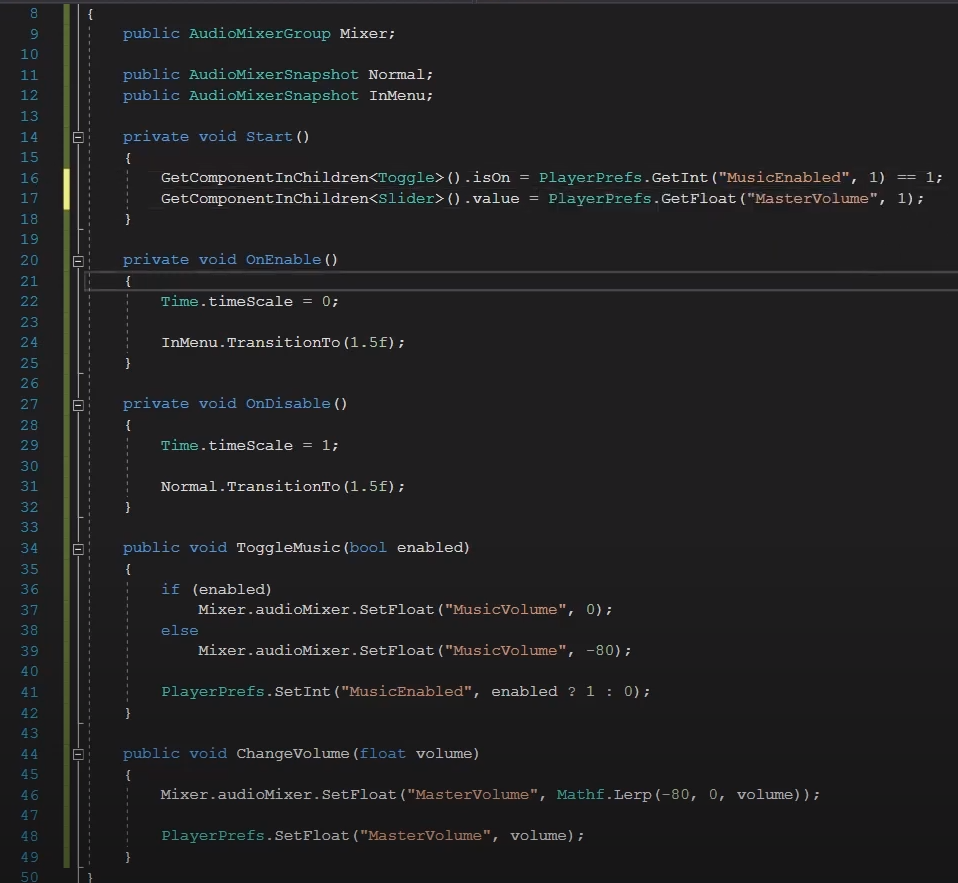 8 {
9 public AudioMixerGroup Mixer;
10
11 public AudioMixerSnapshot Normal;
12 public AudioMixerSnapshot InMenu;
13
14 private void Start()
15 {
16 GetComponentInChildren<Toggle>().isOn = PlayerPrefs.GetInt("MusicEnabled", 1) == 1;
17 GetComponentInChildren<Slider>().value = PlayerPrefs.GetFloat("MasterVolume", 1);
18 }
19
20 private void OnEnable()
21 {
22 Time.timeScale = 0;
23
24 InMenu.TransitionTo(1.5f);
25 }
26
27 private void OnDisable()
28 {
29 Time.timeScale = 1;
30
31 Normal.TransitionTo(1.5f);
32 }
33
34 public void ToggleMusic(bool enabled)
35 {
36 if (enabled)
37 Mixer.audioMixer.SetFloat("MusicVolume", 0);
38 else
39 Mixer.audioMixer.SetFloat("MusicVolume", -80);
40
41 PlayerPrefs.SetInt("MusicEnabled", enabled ? 1 : 0);
42 }
43
44 public void ChangeVolume(float volume)
45 {
46 Mixer.audioMixer.SetFloat("MasterVolume", Mathf.Lerp(-80, 0, volume));
47
48 PlayerPrefs.SetFloat("MasterVolume", volume);
49 }
50 }